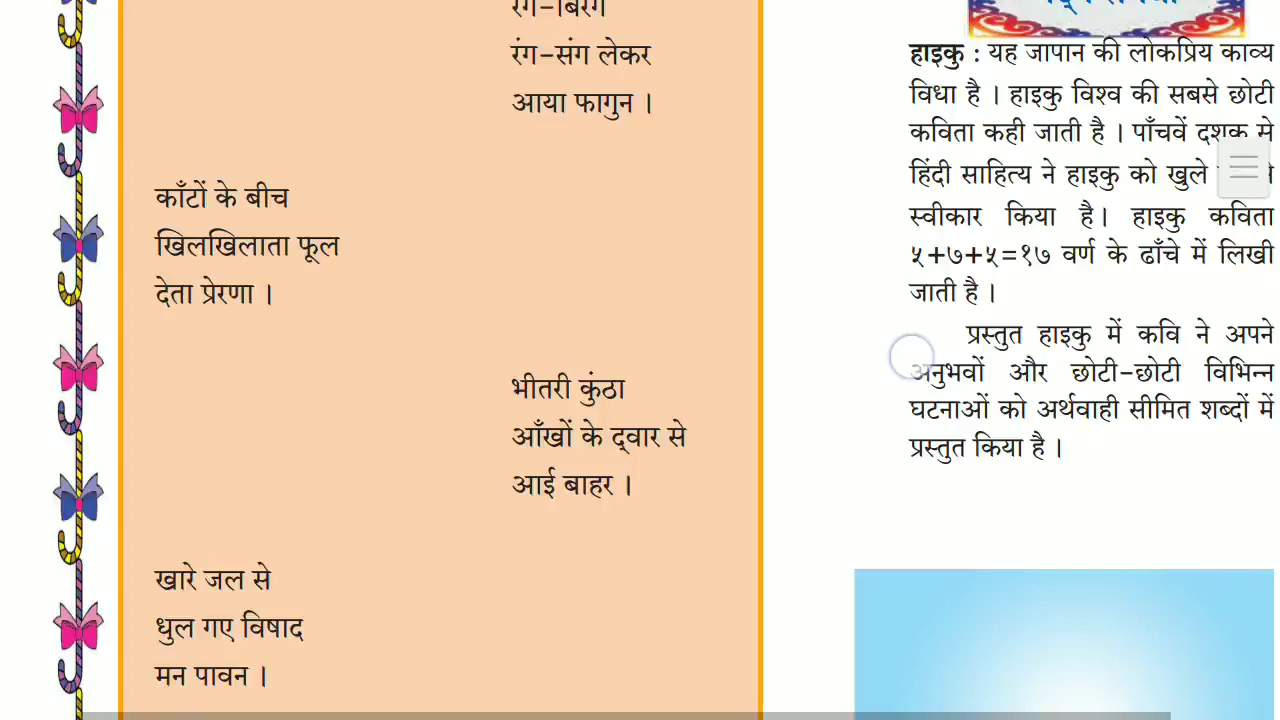 रंग-बिरंग
रंग-संग लेकर
आया फागुन ।
काँटों के बीच
खिलखिलाता फूल
देता प्रेरणा ।
भीतरी कुंठा
आँखों के द्‌वार से
आई बाहर ।
खारे जल से
धुल गए विषाद
मन पावन ।
हाइकु : यह जापान की लोकप्रिय काव्य
विधा है । हाइकु विश्व की सबसे छोटी
कविता कही जाती है । पाँचवें दशक से
हिंदी साहित्य ने हाइकु को खुले
स्वीकार किया है। हाइकु कविता
५+७+५=१७ वर्ण के ढाँचे में लिखी
जाती है ।
प्रस्तुत हाइकु में कवि ने अपने
अनुभवों और छोटी-छोटी विभिन्न
घटनाओं को अर्थवाही सीमित शब्दों में
प्रस्तुत किया है ।